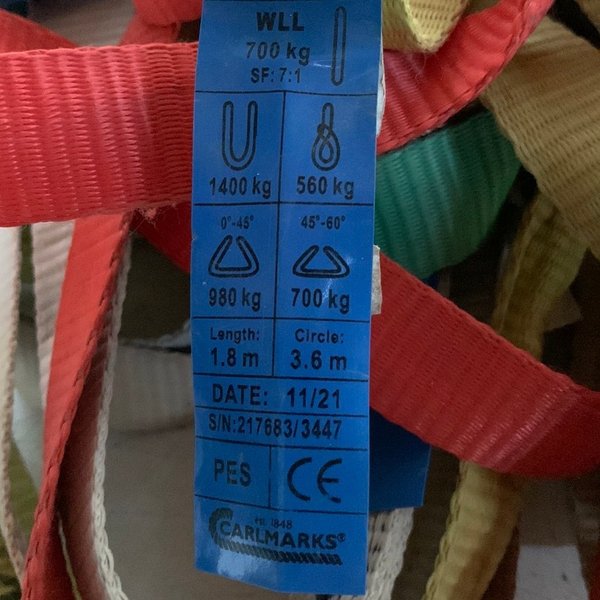 WLL
700 kg
SF: 7:1
1400 kg 560 kg
0°-45° 45°-60°
980 kg 700 kg
Length: Circle:
1.8 m 3.6 m
DATE: 11/21
S/N:217683/3447
PES CE
1848
CARLMARKS®